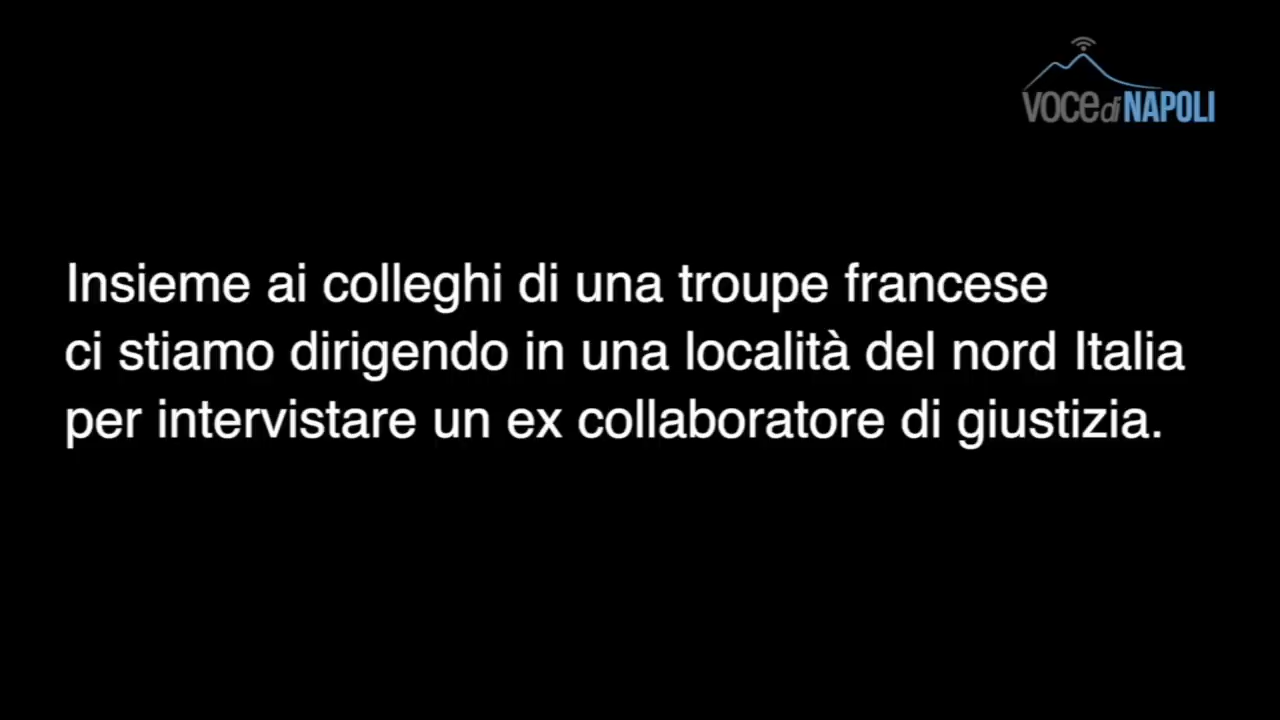 VOCEdiNAPOLI
Insieme ai colleghi di una troupe francese
ci stiamo dirigendo in una località del nord Italia
per intervistare un ex collaboratore di giustizia.